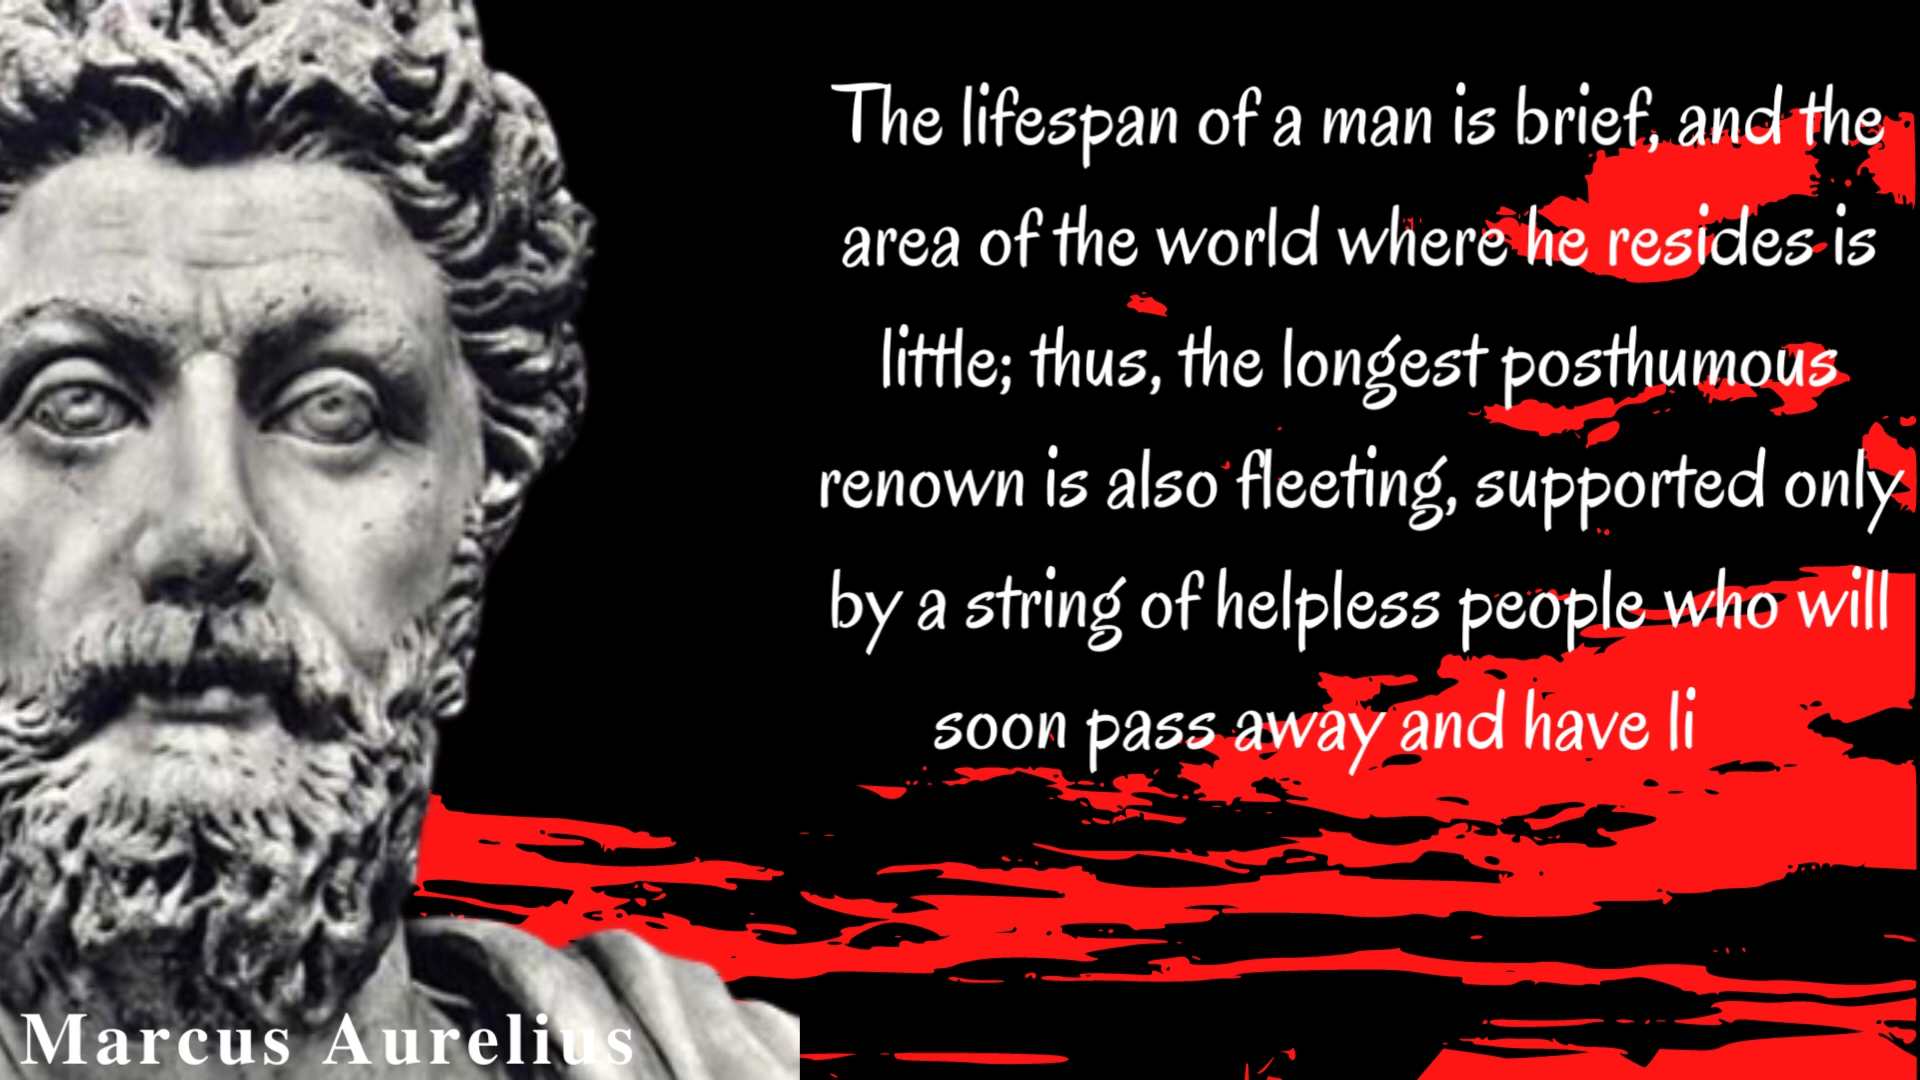 The lifespan of a man is brief, and the
area of the world where he resides is
little; thus, the longest posthumous
renown is also fleeting, supported only
by a string of helpless people who will
soon pass away and have li
Marcus Aurelius